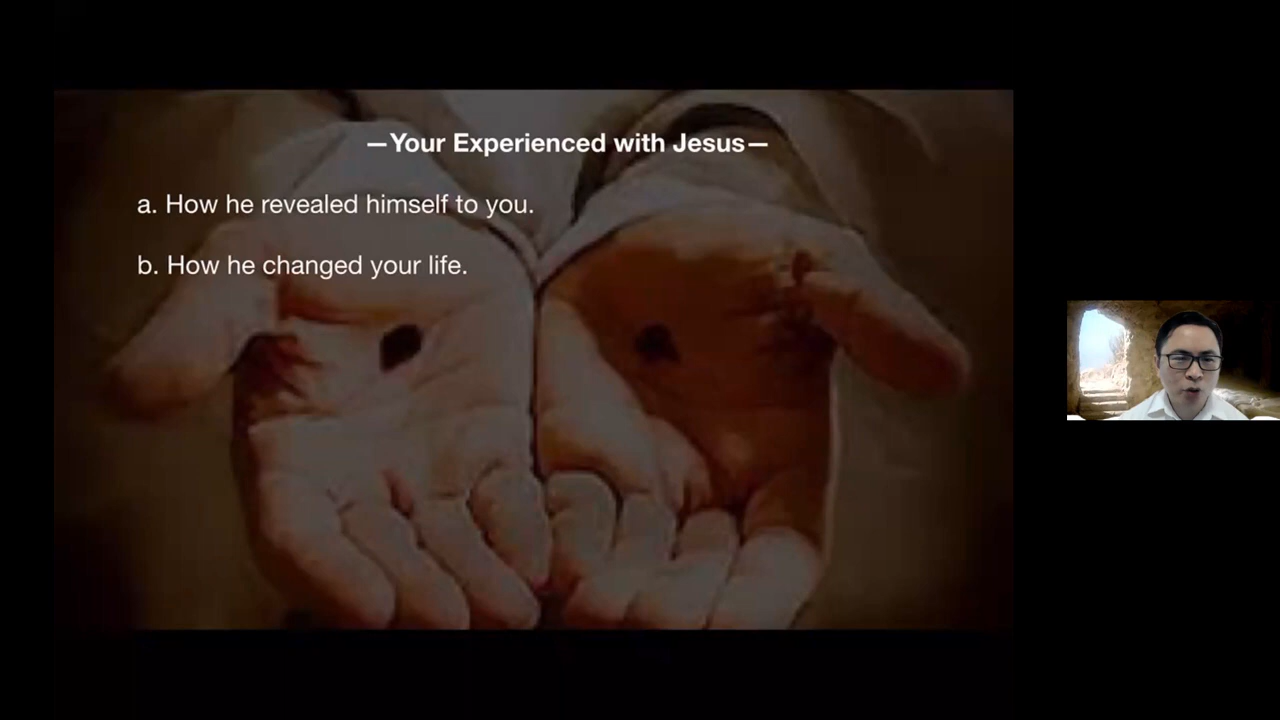 —Your Experienced with Jesus—
a. How he revealed himself to you.
b. How he changed your life.